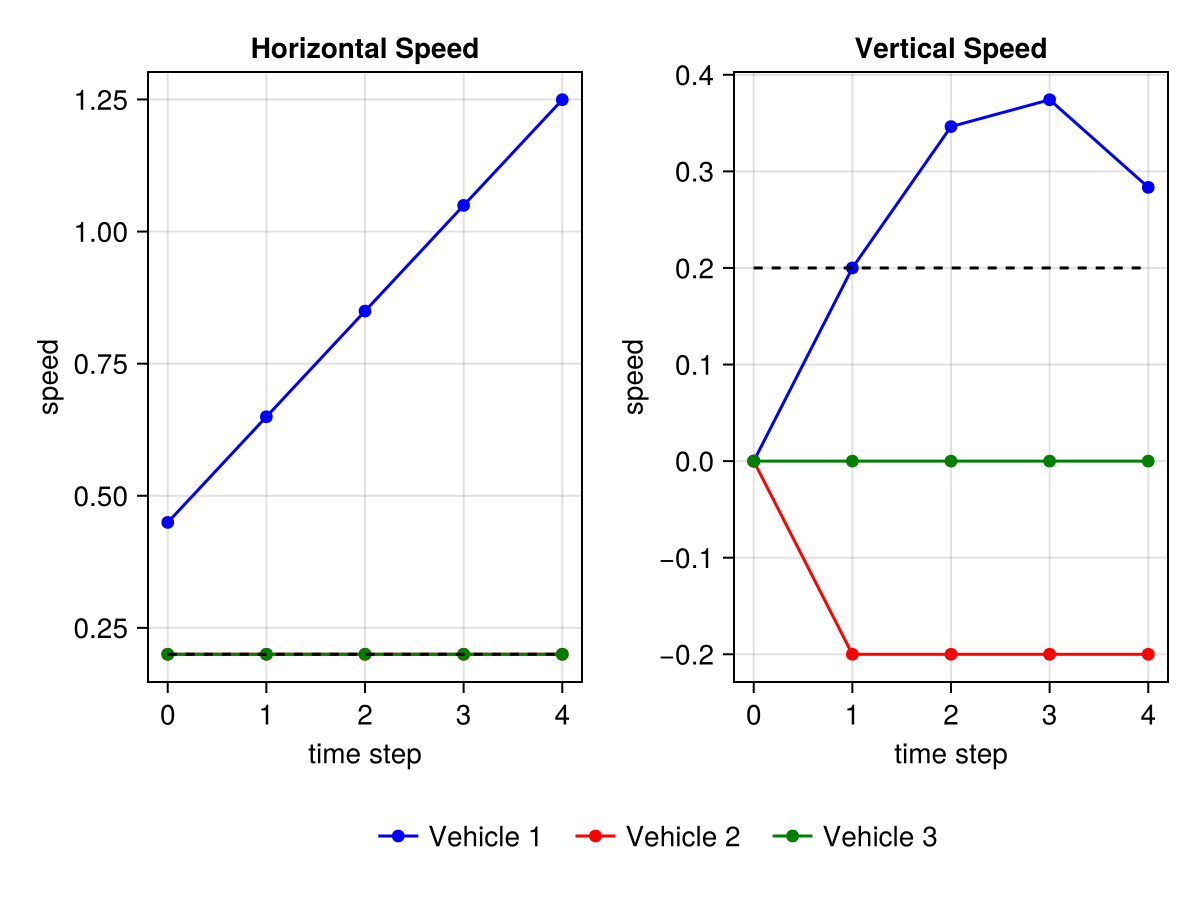 Horizontal Speed
1.25
1.00
0.75
0.50
0.25
speed
0 1 2 3 4
time step
Vertical Speed
0.4
0.3
0.2
0.1
0.0
−0.1
−0.2
speed
0 1 2 3 4
time step
Vehicle 1 Vehicle 2 Vehicle 3